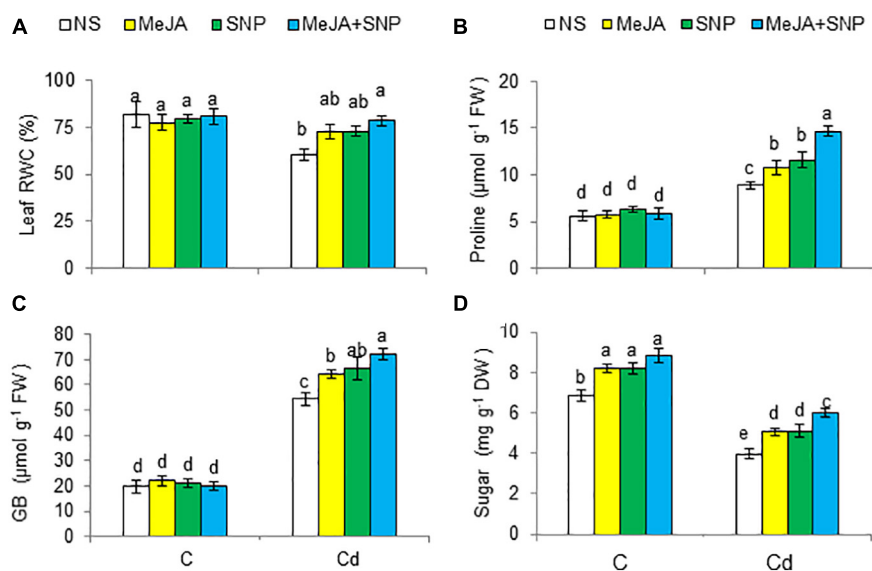 A NS MeJA SNP MeJA+SNP
B NS MeJA SNP MeJA+SNP
Leaf RWC (%)
100
75
50
25
0
a a a a
b ab ab a
Proline (µmol g-1 FW)
20
15
10
5
0
d d d d
c b b a
C
GB (µmol g-1 FW)
80
70
60
50
40
30
20
10
0
d d d d
c b ab a
C Cd
D
Sugar (mg g-1 DW)
10
8
6
4
2
0
b a a a
e d d c
C Cd